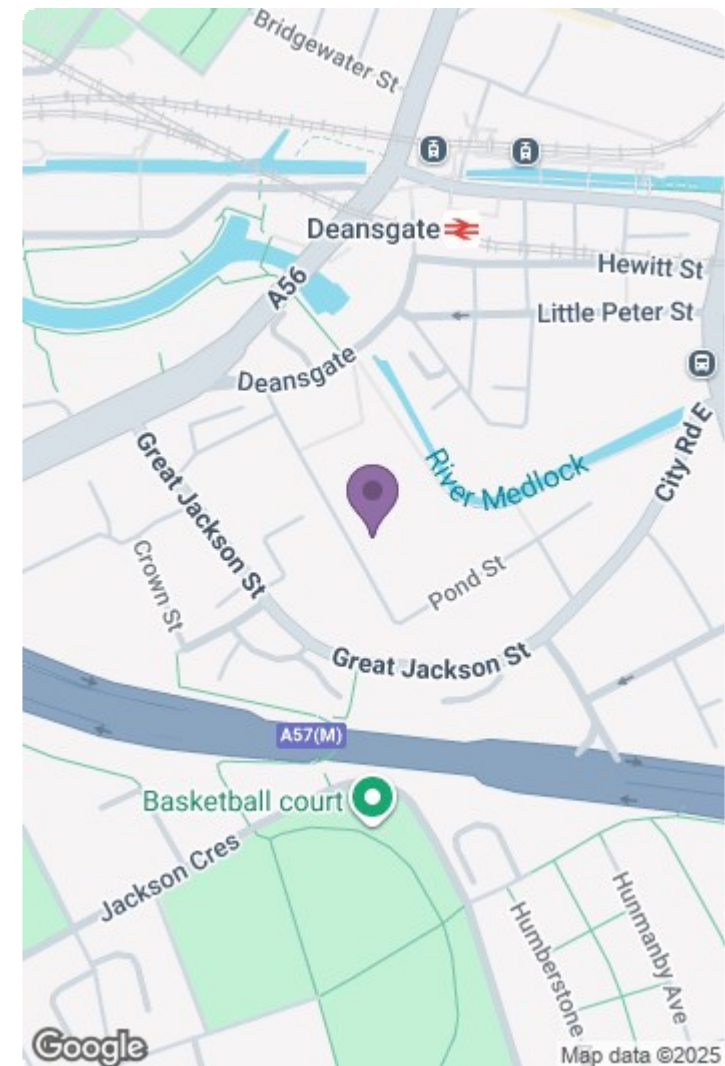 Bridgewater St
Deansgate
Hewitt St
A56
Little Peter St
Deansgate
City Rd E
River Medlock
Great Jackson St
Crown St
Pond St
Great Jackson St
A57(M)
Basketball court
Jackson Cres
Hunmanby Ave
Humberstone
Google
Map data ©2025